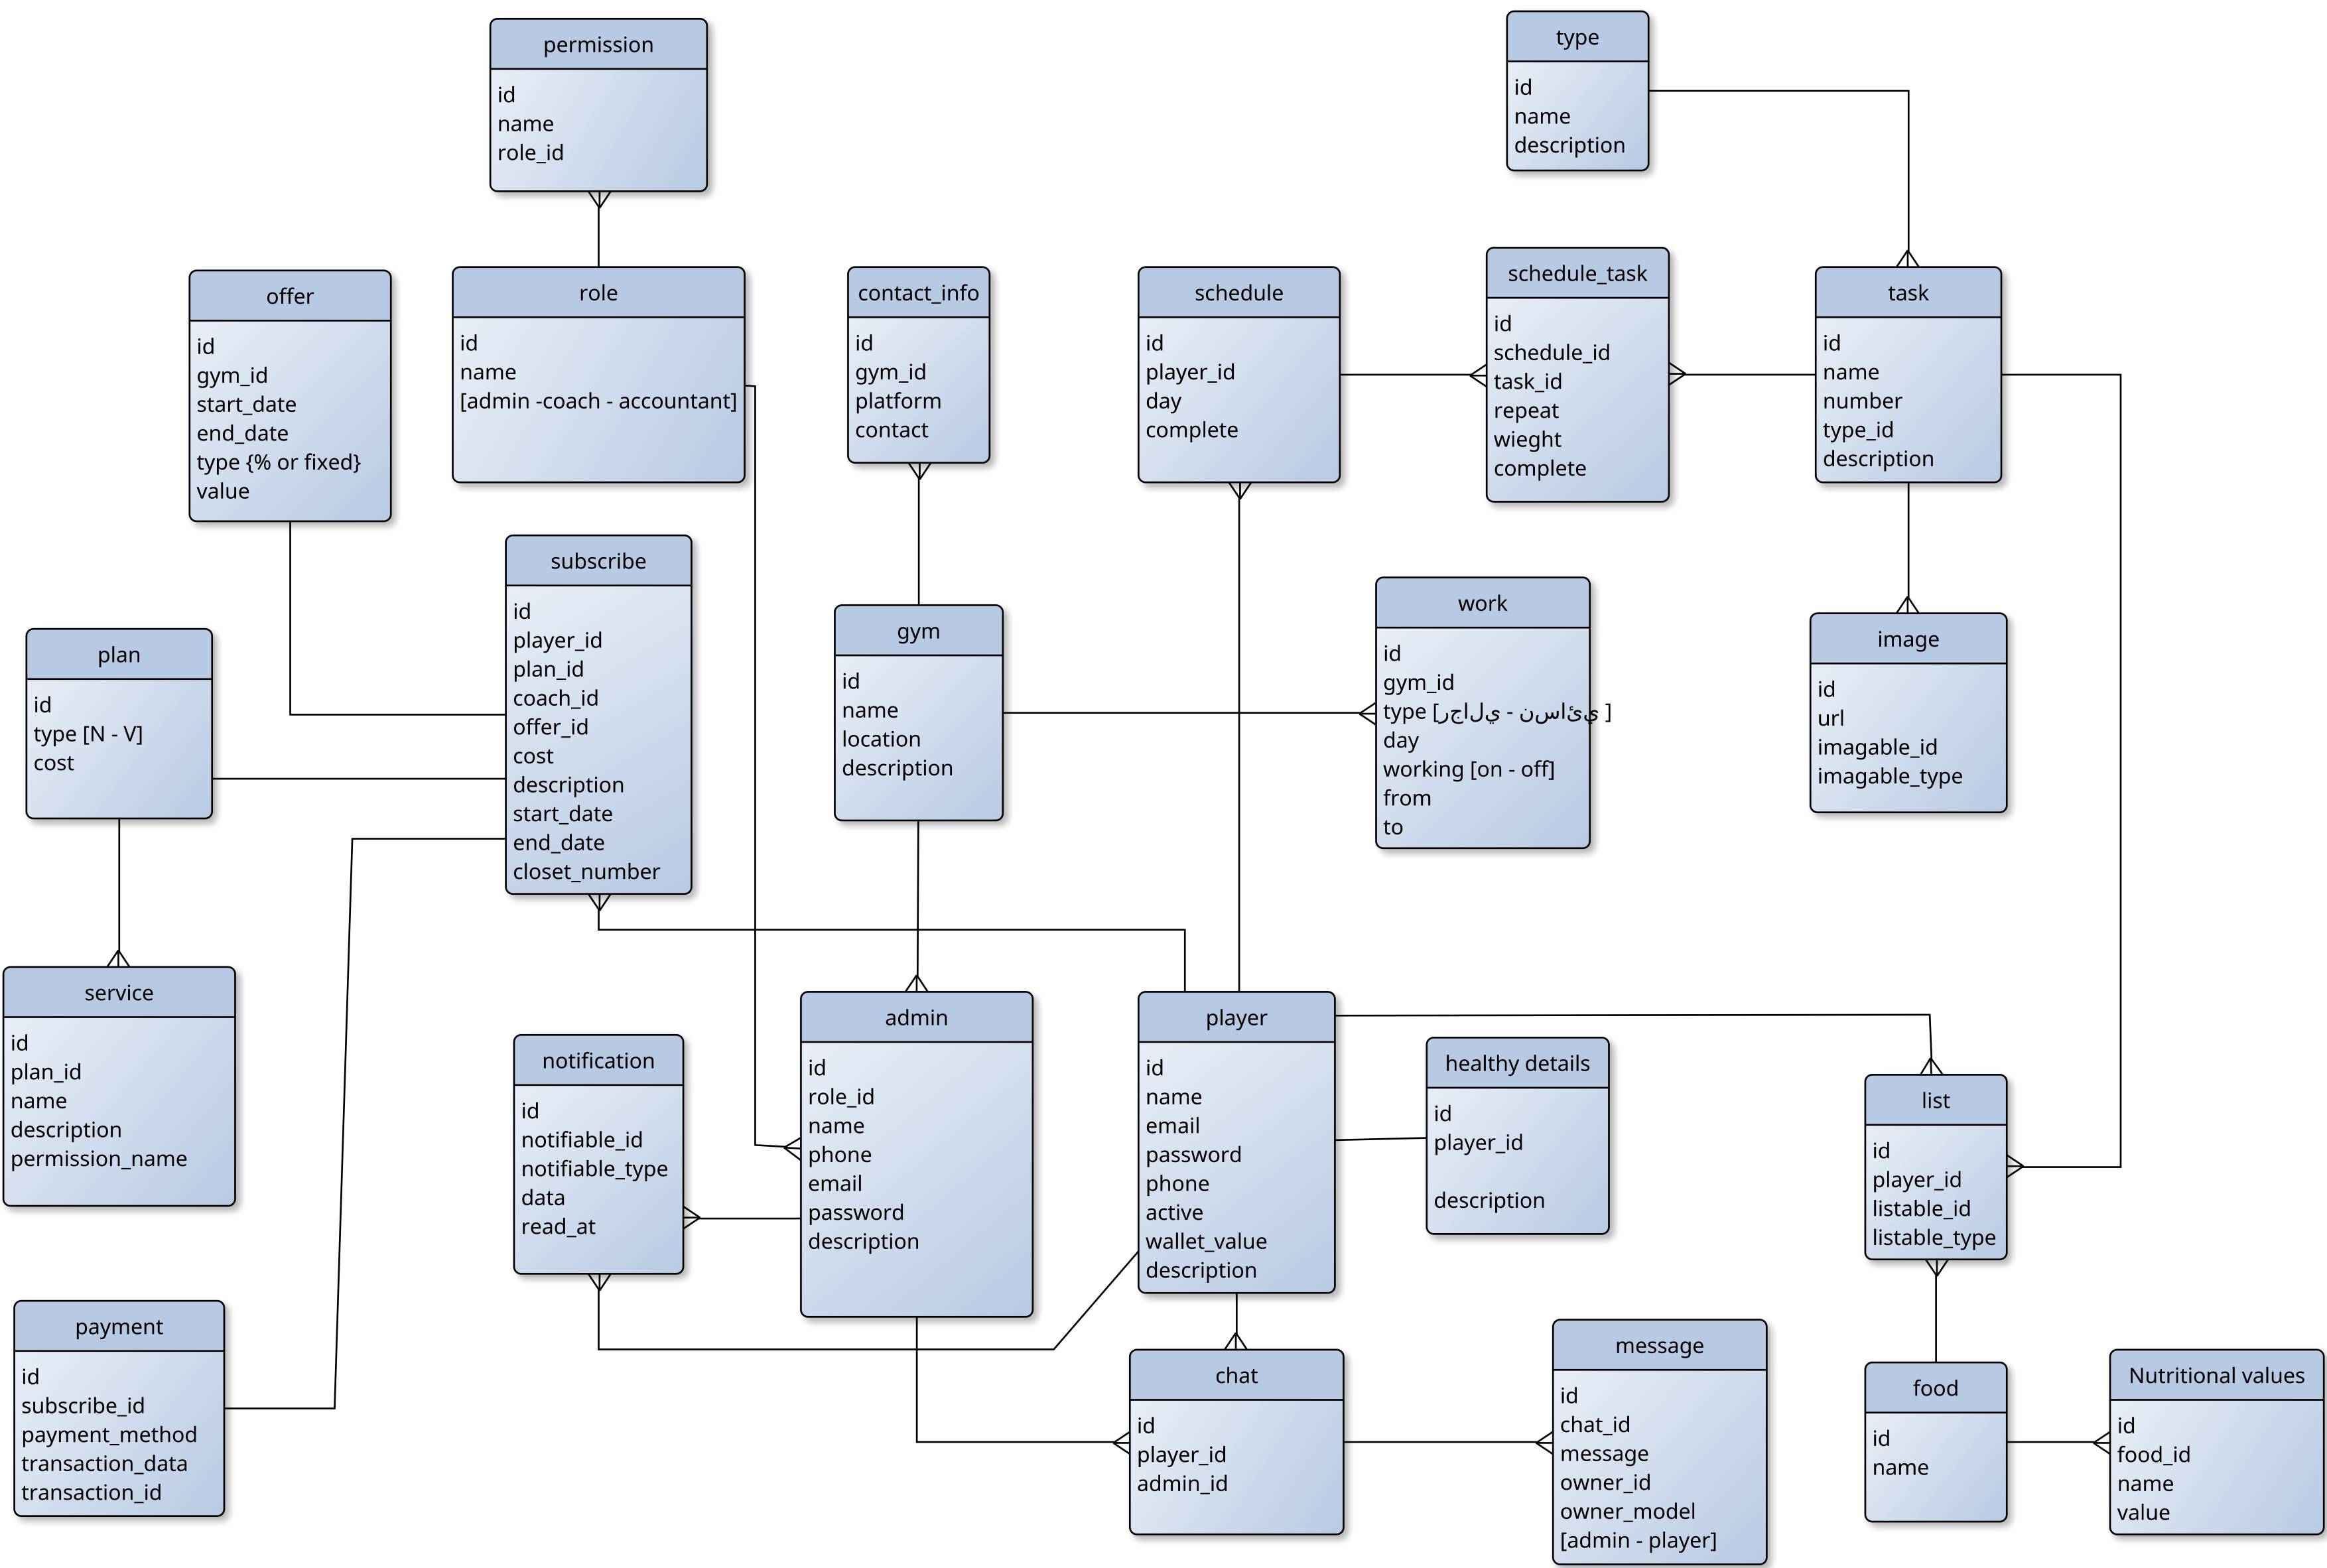 permission
id
name
role_id
type
id
name
description
offer
id
gym_id
start_date
end_date
type {% or fixed}
value
role
id
name
[admin -coach - accountant]
contact_info
id
gym_id
platform
contact
schedule
id
player_id
day
complete
schedule_task
id
schedule_id
task_id
repeat
wieght
complete
task
id
name
number
type_id
description
subscribe
id
player_id
plan_id
coach_id
offer_id
cost
description
start_date
end_date
closet_number
plan
id
type [N - V]
cost
gym
id
name
location
description
work
id
gym_id
type [رجالي - نسائي ]
day
working [on - off]
from
to
image
id
url
imagable_id
imagable_type
service
id
plan_id
name
description
permission_name
notification
id
notifiable_id
notifiable_type
data
read_at
admin
id
role_id
name
phone
email
password
description
player
id
name
email
password
phone
active
wallet_value
description
healthy details
id
player_id
description
list
id
player_id
listable_id
listable_type
payment
id
subscribe_id
payment_method
transaction_data
transaction_id
chat
id
player_id
admin_id
message
id
chat_id
message
owner_id
owner_model
[admin - player]
food
id
name
Nutritional values
id
food_id
name
value